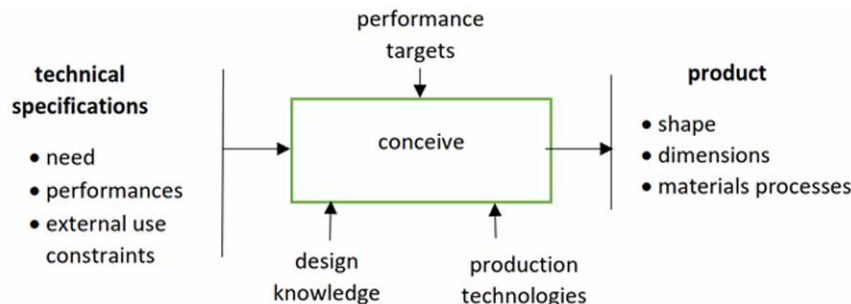 performance
targets
technical
specifications
• need
• performances
• external use
constraints
conceive
product
• shape
• dimensions
• materials processes
design
knowledge
production
technologies